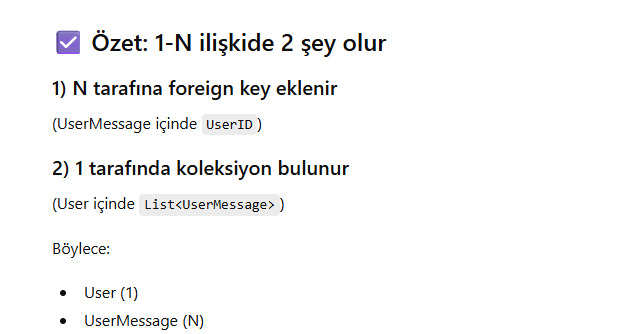 ✅ Özet: 1-N ilişkide 2 şey olur
1) N tarafına foreign key eklenir
(UserMessage içinde UserID)
2) 1 tarafında koleksiyon bulunur
(User içinde List<UserMessage>)
Böylece:
• User (1)
• UserMessage (N)